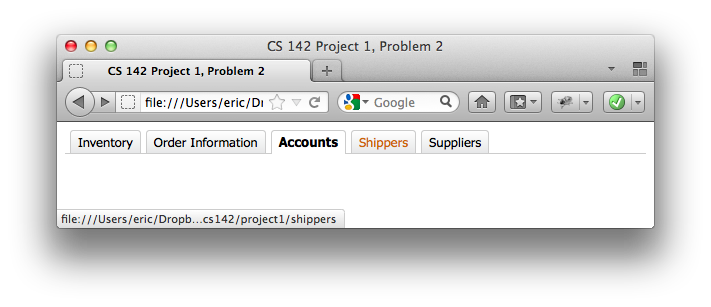 CS 142 Project 1, Problem 2
CS 142 Project 1, Problem 2
file:///Users/eric/Dr
Google
Inventory Order Information Accounts Shippers Suppliers
file:///Users/eric/Dropb...cs142/project1/shippers